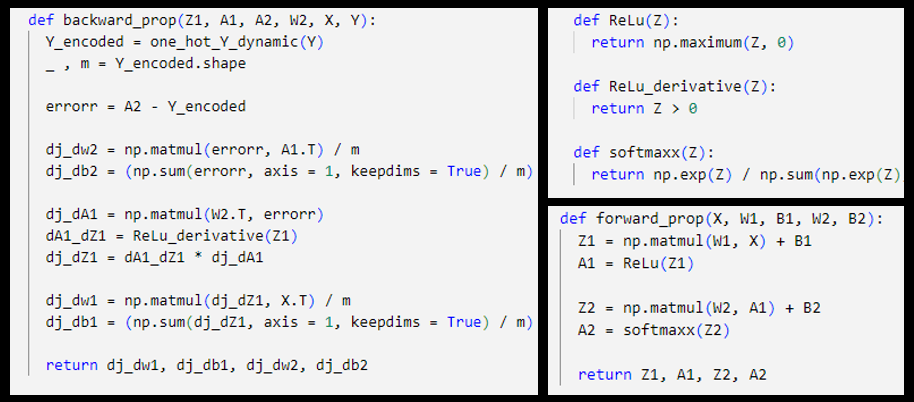 def backward_prop(Z1, A1, A2, W2, X, Y):
Y_encoded = one_hot_Y_dynamic(Y)
_ , m = Y_encoded.shape
errorr = A2 - Y_encoded
dj_dw2 = np.matmul(errorr, A1.T) / m
dj_db2 = (np.sum(errorr, axis = 1, keepdims = True) / m)
dj_dA1 = np.matmul(W2.T, errorr)
dA1_dZ1 = ReLu_derivative(Z1)
dj_dZ1 = dA1_dZ1 * dj_dA1
dj_dw1 = np.matmul(dj_dZ1, X.T) / m
dj_db1 = (np.sum(dj_dZ1, axis = 1, keepdims = True) / m)
return dj_dw1, dj_db1, dj_dw2, dj_db2
def ReLu(Z):
return np.maximum(Z, 0)
def ReLu_derivative(Z):
return Z > 0
def softmaxx(Z):
return np.exp(Z) / np.sum(np.exp(Z)
def forward_prop(X, W1, B1, W2, B2):
Z1 = np.matmul(W1, X) + B1
A1 = ReLu(Z1)
Z2 = np.matmul(W2, A1) + B2
A2 = softmaxx(Z2)
return Z1, A1, Z2, A2